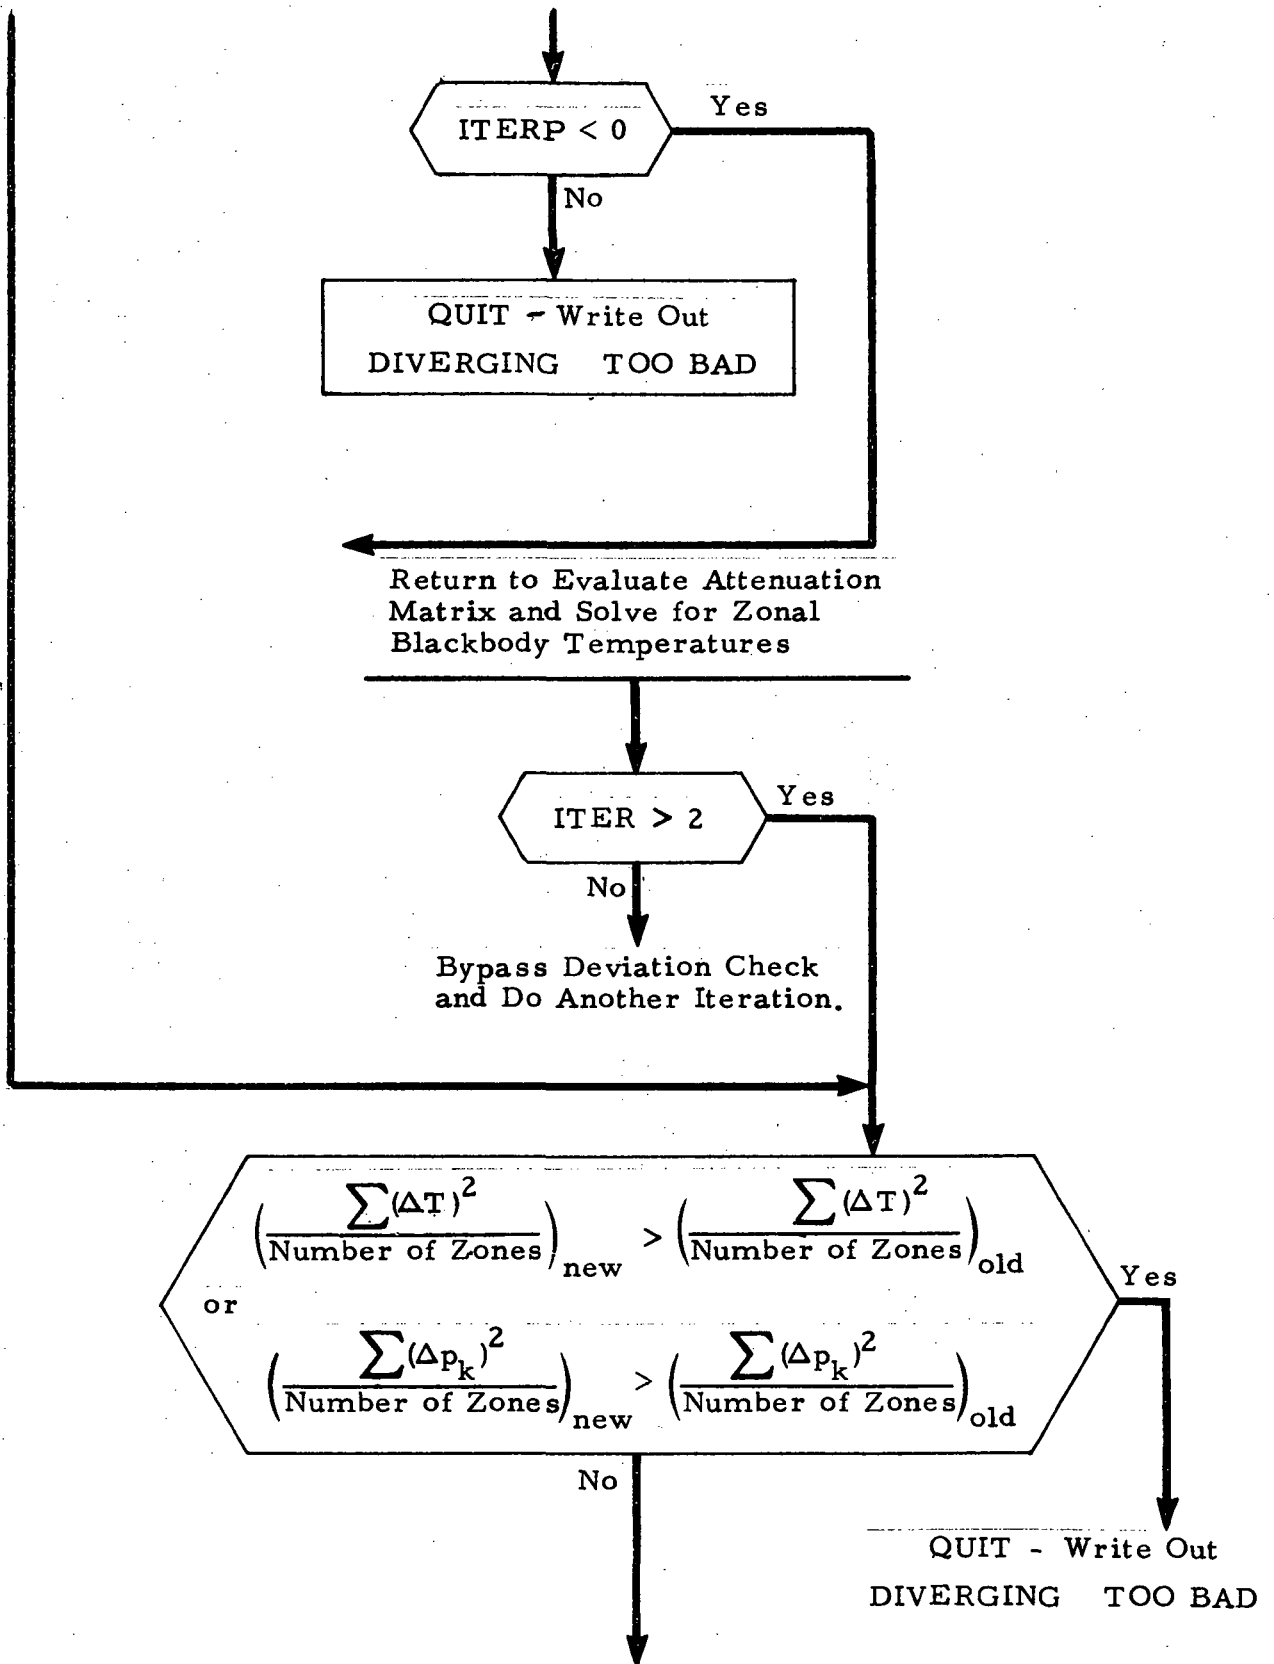 Yes
ITERP < 0
No
QUIT - Write Out
DIVERGING TOO BAD
Return to Evaluate Attenuation
Matrix and Solve for Zonal
Blackbody Temperatures
Yes
ITER > 2
No
Bypass Deviation Check
and Do Another Iteration.
(∑(ΔT)²/Number of Zones)new > (∑(ΔT)²/Number of Zones)old
Yes
or
(∑(Δpk)²/Number of Zones)new > (∑(Δpk)²/Number of Zones)old
No
QUIT - Write Out
DIVERGING TOO BAD